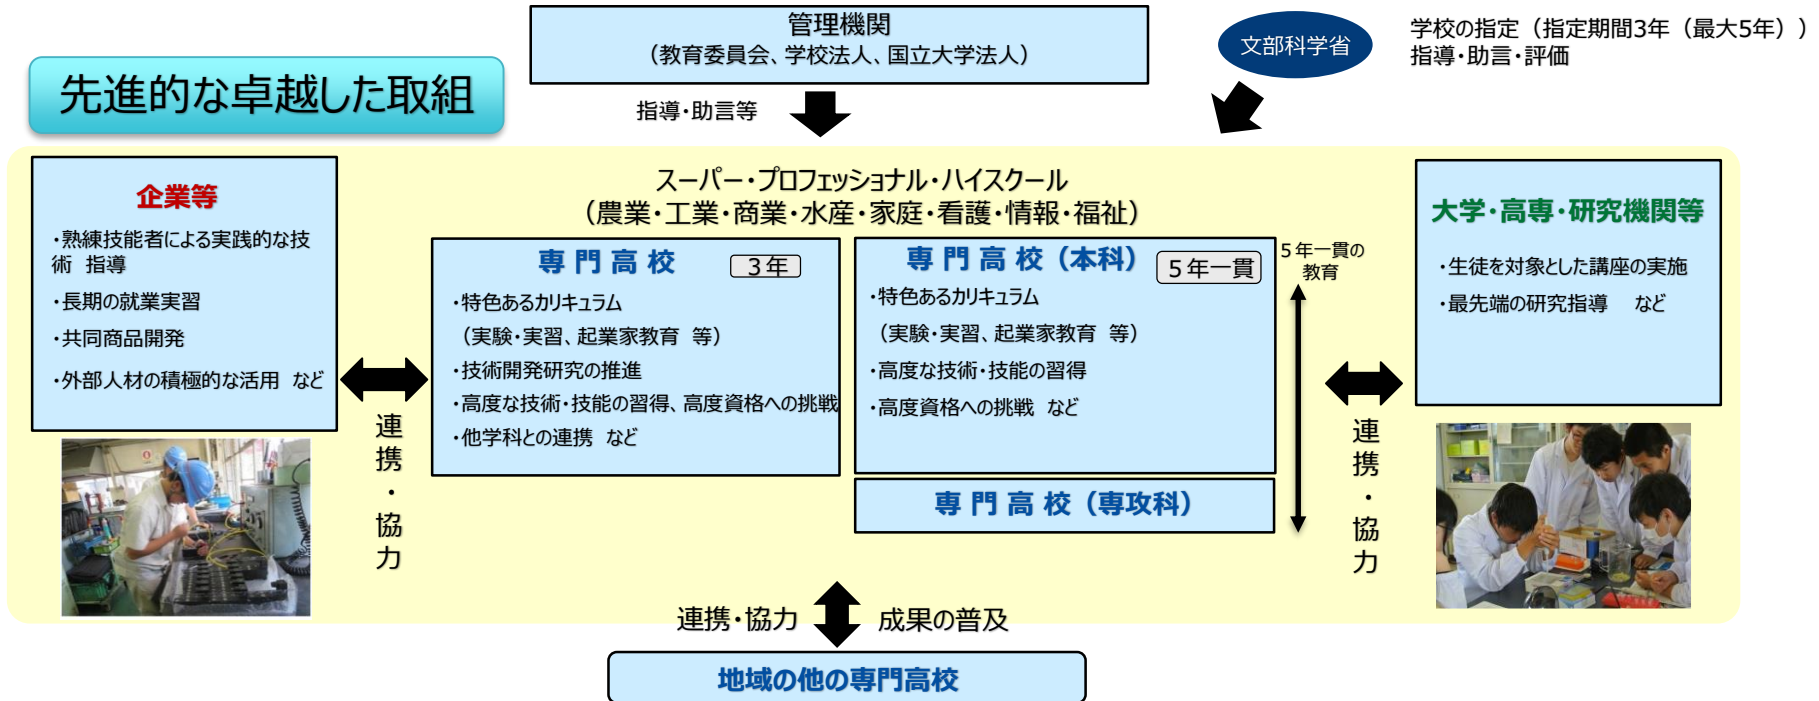 管理機関
（教育委員会、学校法人、国立大学法人）
文部科学省
学校の指定（指定期間3年（最大5年））
指導・助言・評価
先進的な卓越した取組
指導・助言等
スーパー・プロフェッショナル・ハイスクール
（農業・工業・商業・水産・家庭・看護・情報・福祉）
企業等
・熟練技能者による実践的な技
術 指導
・長期の就業実習
・共同商品開発
・外部人材の積極的な活用 など
連携・協力
専門高校
3年
・特色あるカリキュラム
（実験・実習、起業家教育 等）
・技術開発研究の推進
・高度な技術・技能の習得、高度資格への挑戦
・他学科との連携 など
専門高校（本科）
５年一貫
・特色あるカリキュラム
（実験・実習、起業家教育 等）
・高度な技術・技能の習得
・高度資格への挑戦 など
専門高校（専攻科）
５年一貫の
教育
連携・協力
大学・高専・研究機関等
・生徒を対象とした講座の実施
・最先端の研究指導 など
連携・協力
成果の普及
地域の他の専門高校